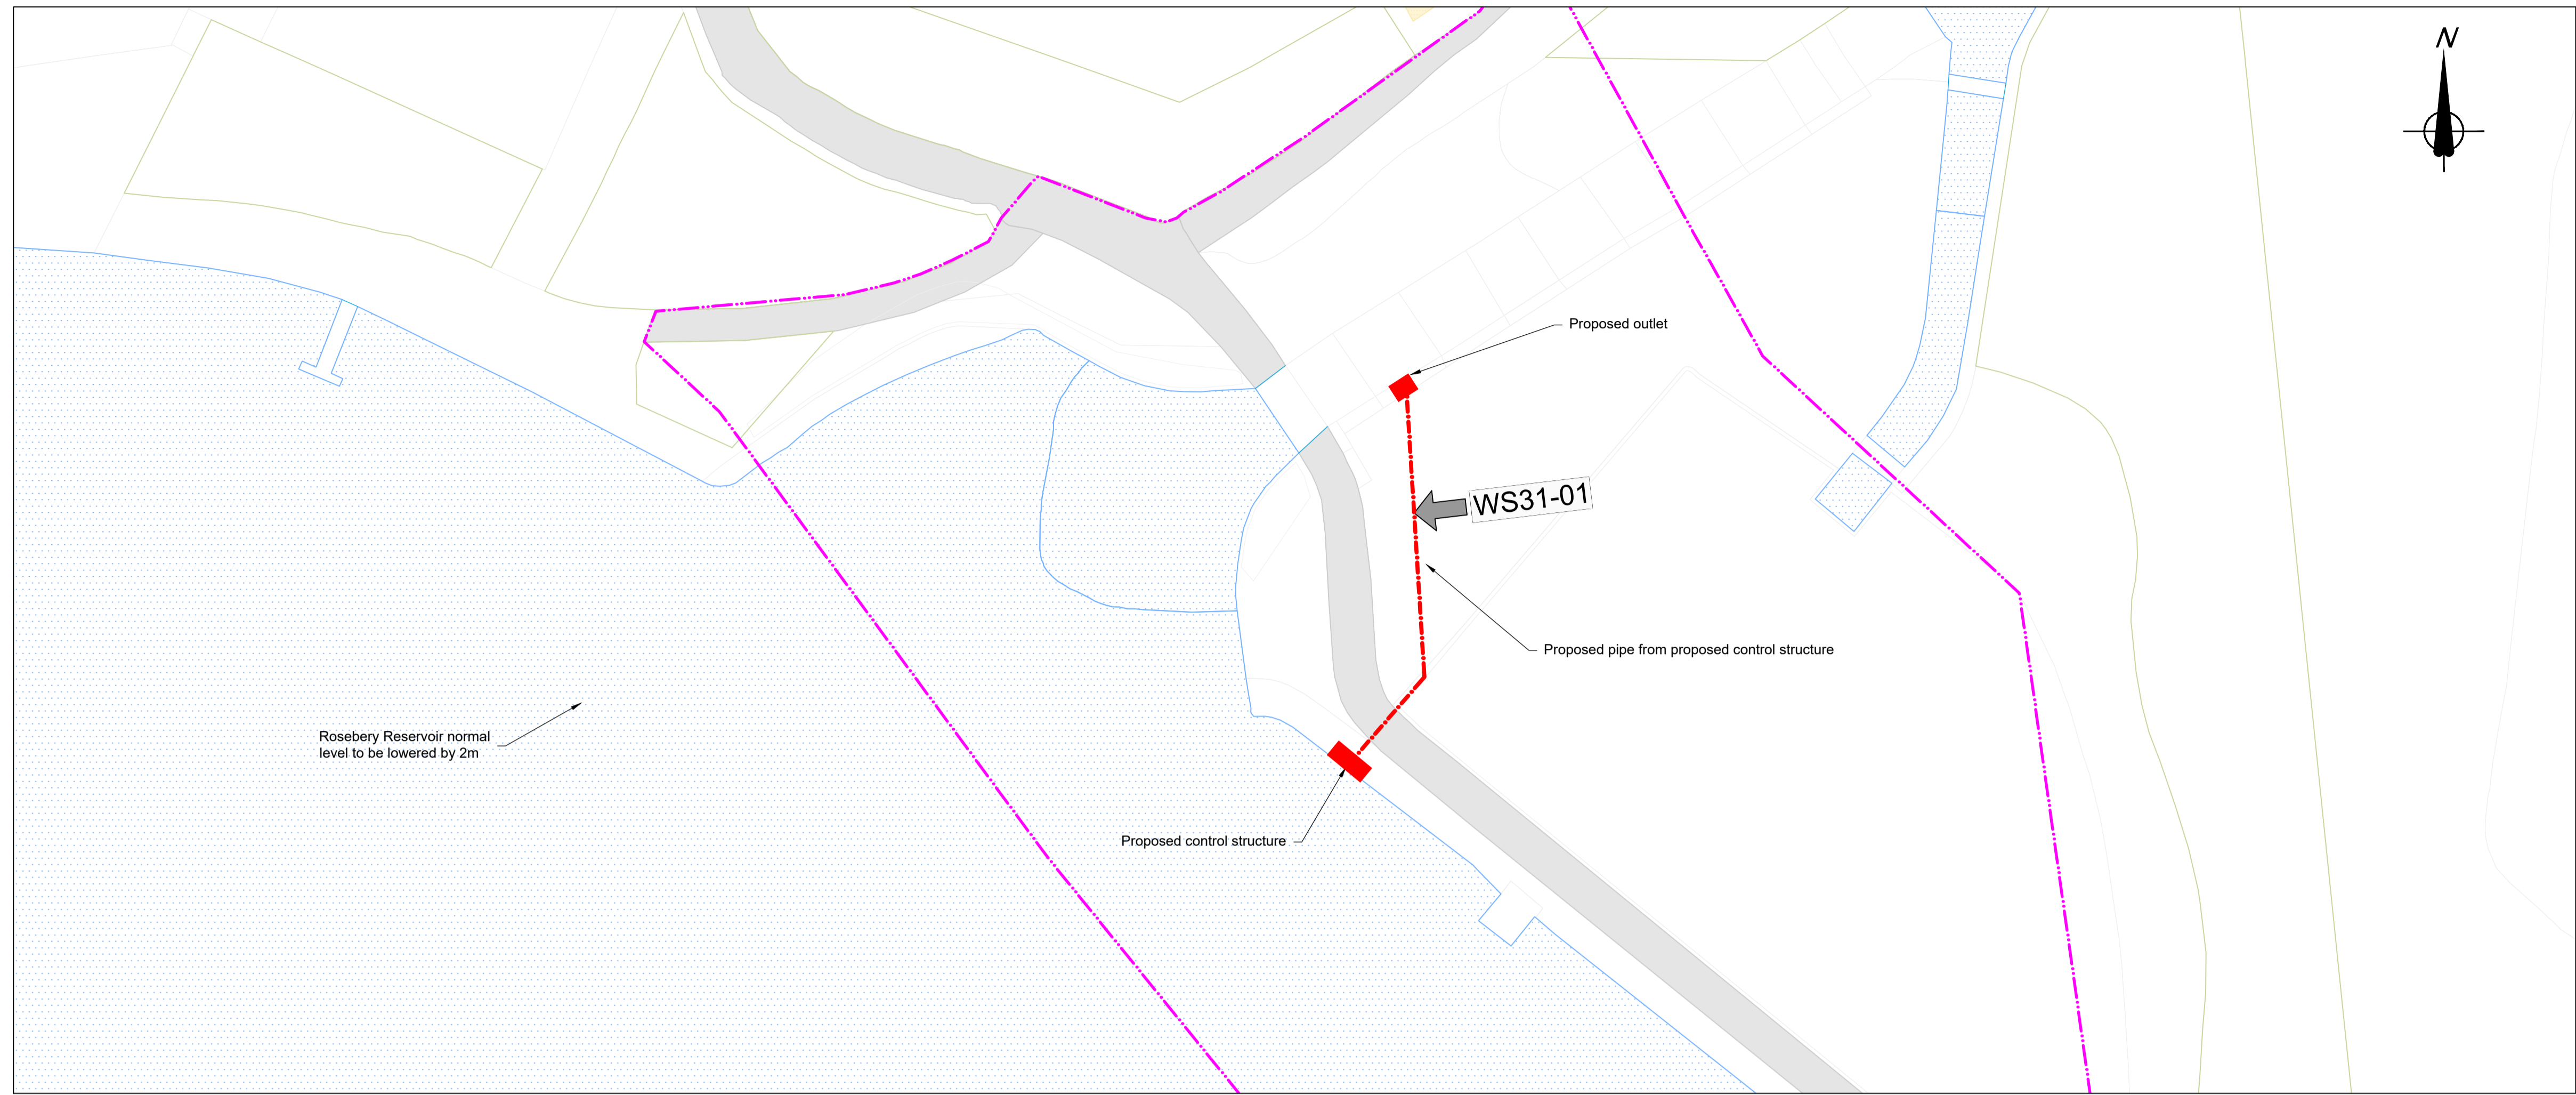 N
Proposed outlet
WS31-01
Proposed pipe from proposed control structure
Rosebery Reservoir normal
level to be lowered by 2m
Proposed control structure